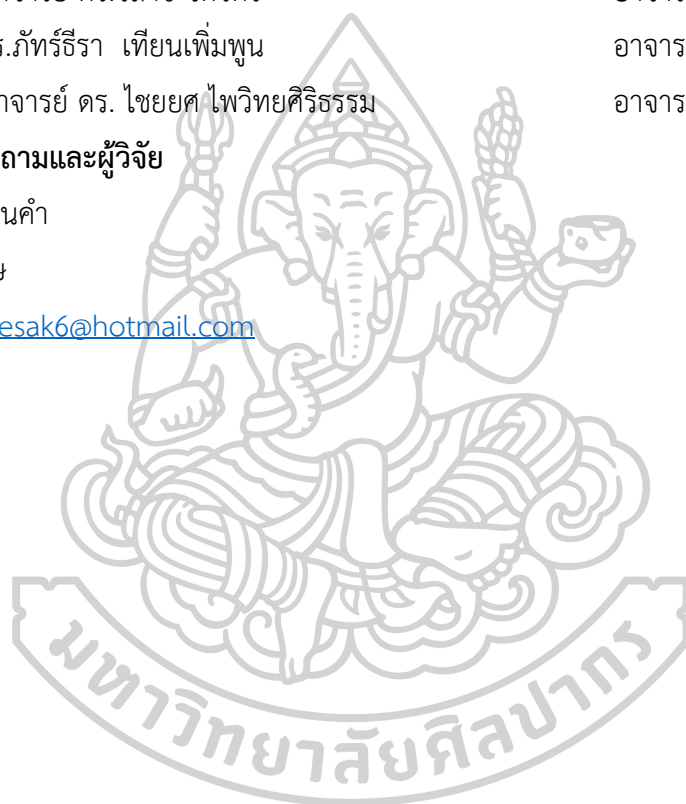 ร.ภัทร์ธีรา เทียนเพิ่มพูน
อาจาร
าจารย์ ดร. ไชยยศ ไพวิทยศิริธรรม
อาจาร
ถามและผู้วิจัย
นคำ
ษ
esak6@hotmail.com
มหาวิทยาลัยศิลปากร